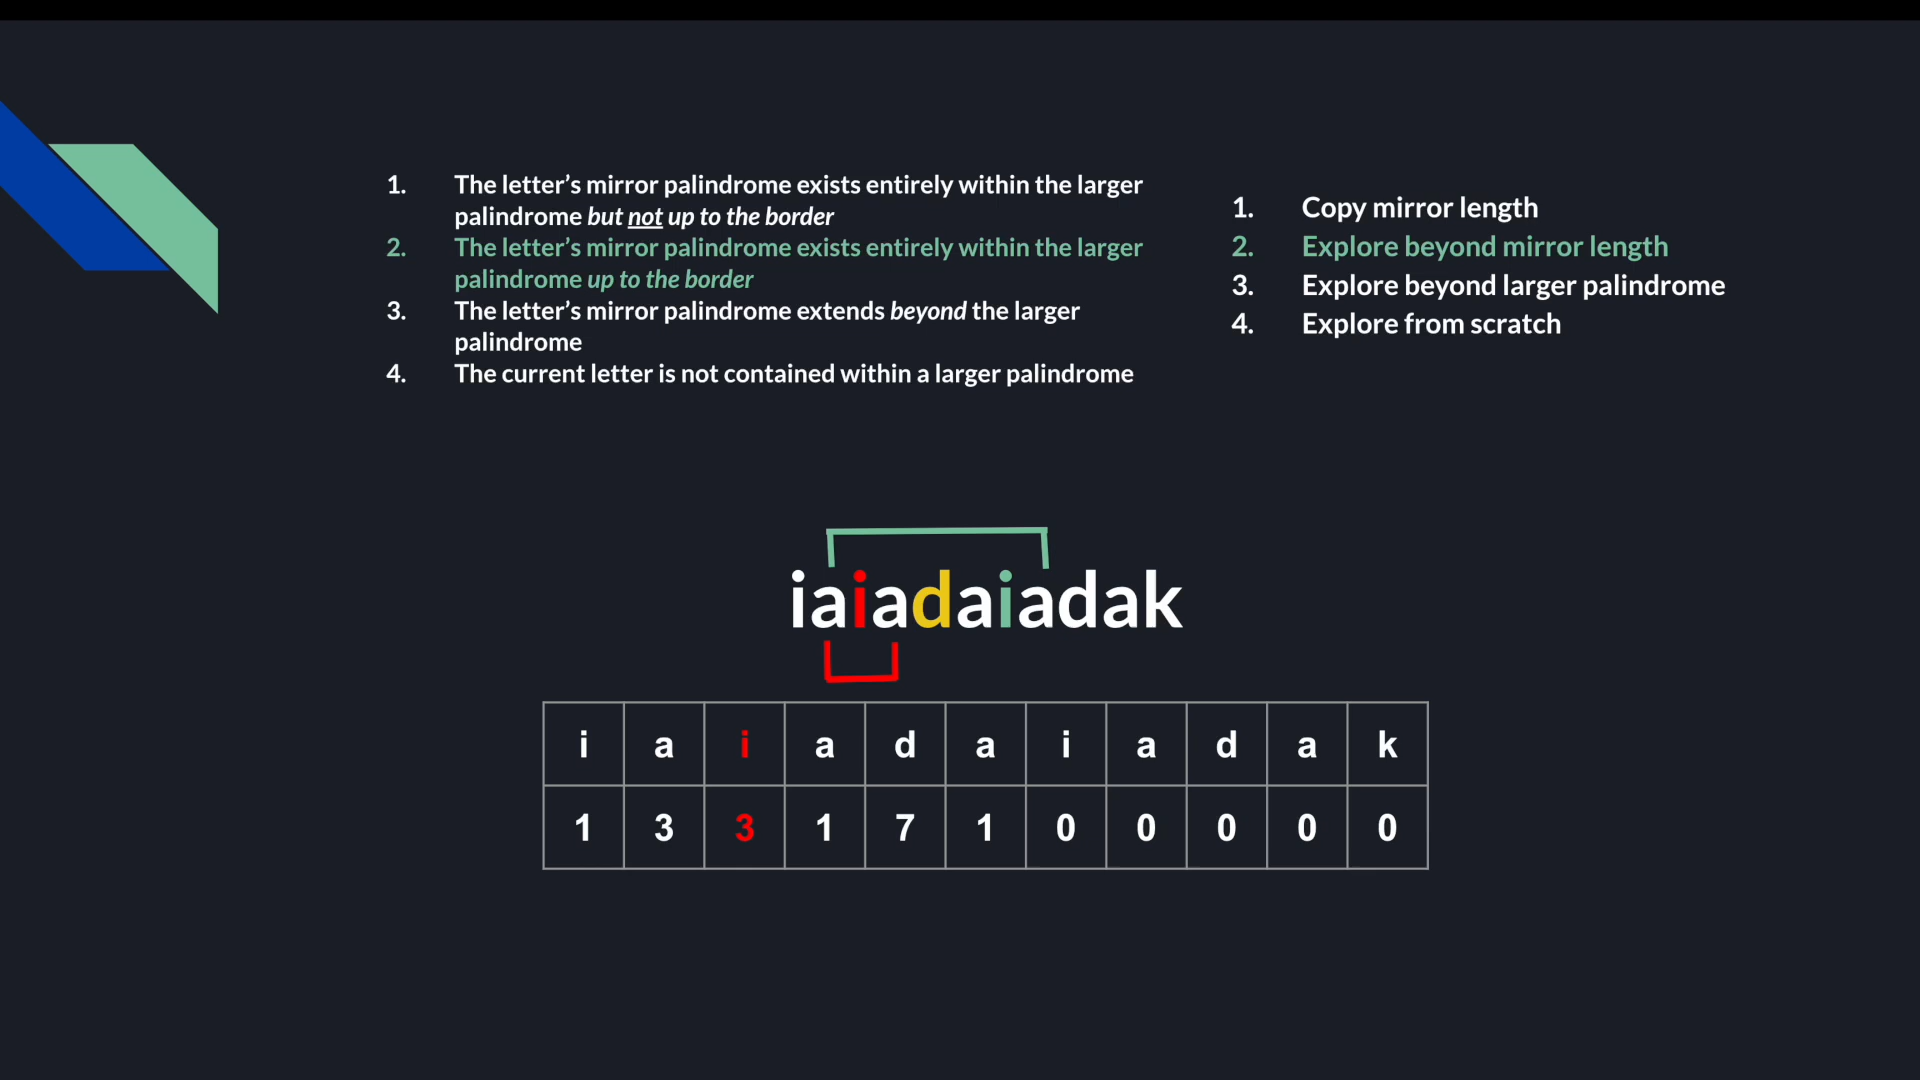 1. The letter’s mirror palindrome exists entirely within the larger
palindrome but not up to the border
2. The letter’s mirror palindrome exists entirely within the larger
palindrome up to the border
3. The letter’s mirror palindrome extends beyond the larger
palindrome
4. The current letter is not contained within a larger palindrome
1. Copy mirror length
2. Explore beyond mirror length
3. Explore beyond larger palindrome
4. Explore from scratch
iaiadaiadak
i a i a d a i a d a k
1 3 3 1 7 1 0 0 0 0 0